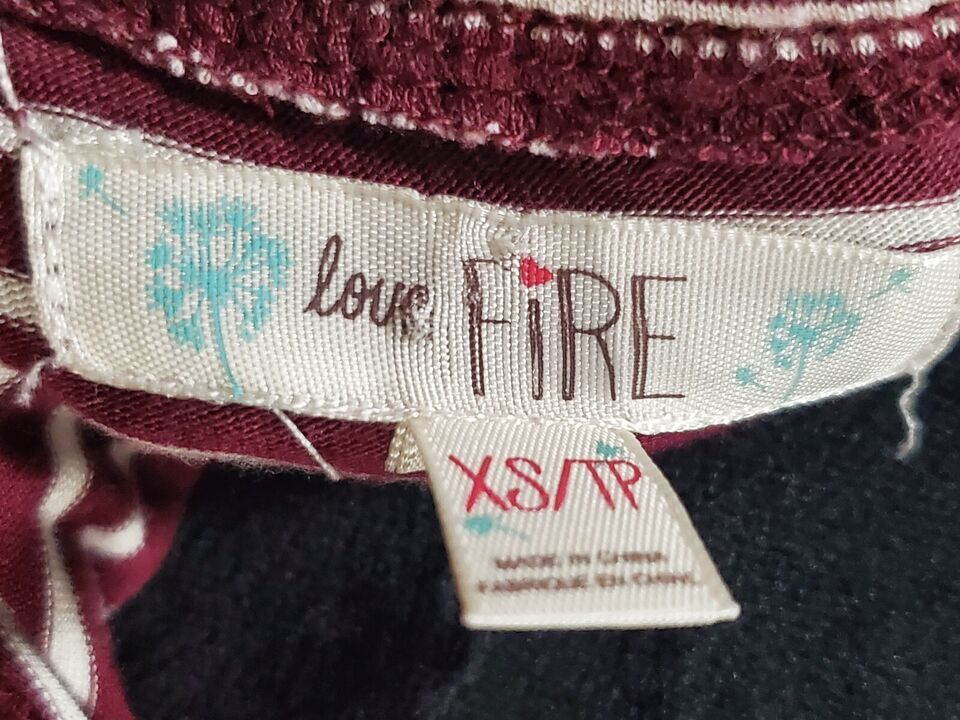 love FiRE
XS/TP
MADE IN CHINA
FABRIQUE EN CHINE